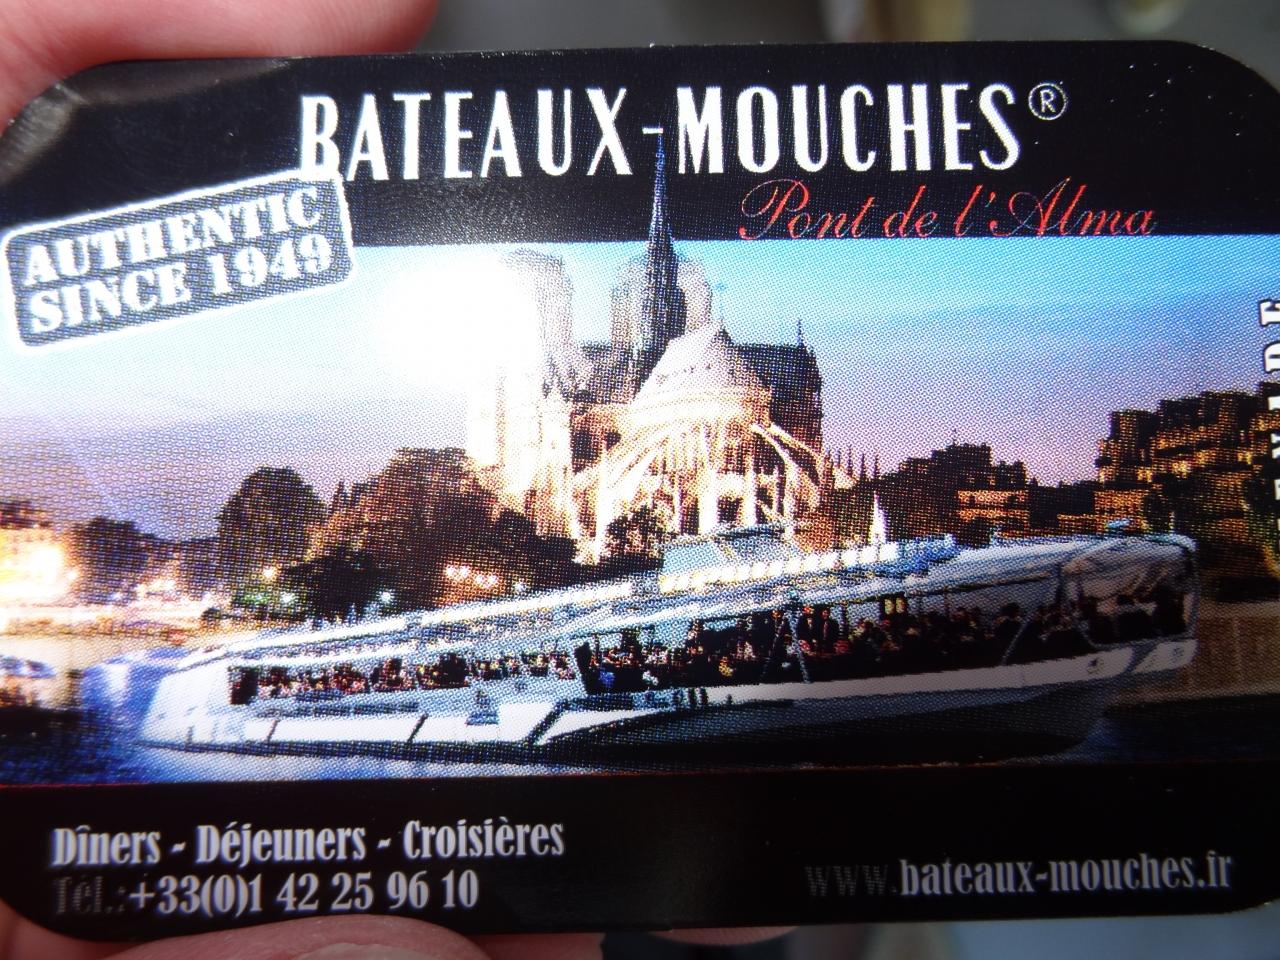 BATEAUX-MOUCHES®
Pont de l'Alma
AUTHENTIC
SINCE 1949
Dîners - Déjeuners - Croisières
Tél.:+33(0)1 42 25 96 10
www.bateaux-mouches.fr